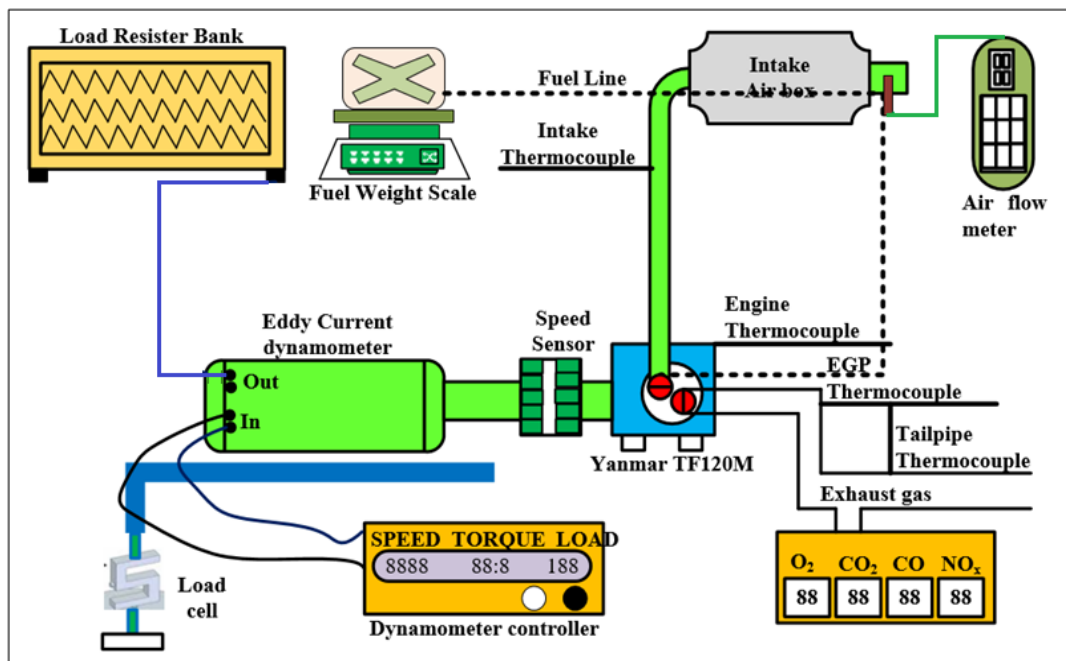 Load Resister Bank
Fuel Line
Intake
Air box
Intake
Thermocouple
Fuel Weight Scale
Air flow
meter
Eddy Current
dynamometer
Speed
Sensor
Engine
Thermocouple
Out
In
EGP
Thermocouple
Yanmar TF120M
Tailpipe
Thermocouple
Exhaust gas
SPEED TORQUE LOAD
8888 88:8 188
Load
cell
Dynamometer controller
O₂ CO₂ CO NOₓ
88 88 88 88